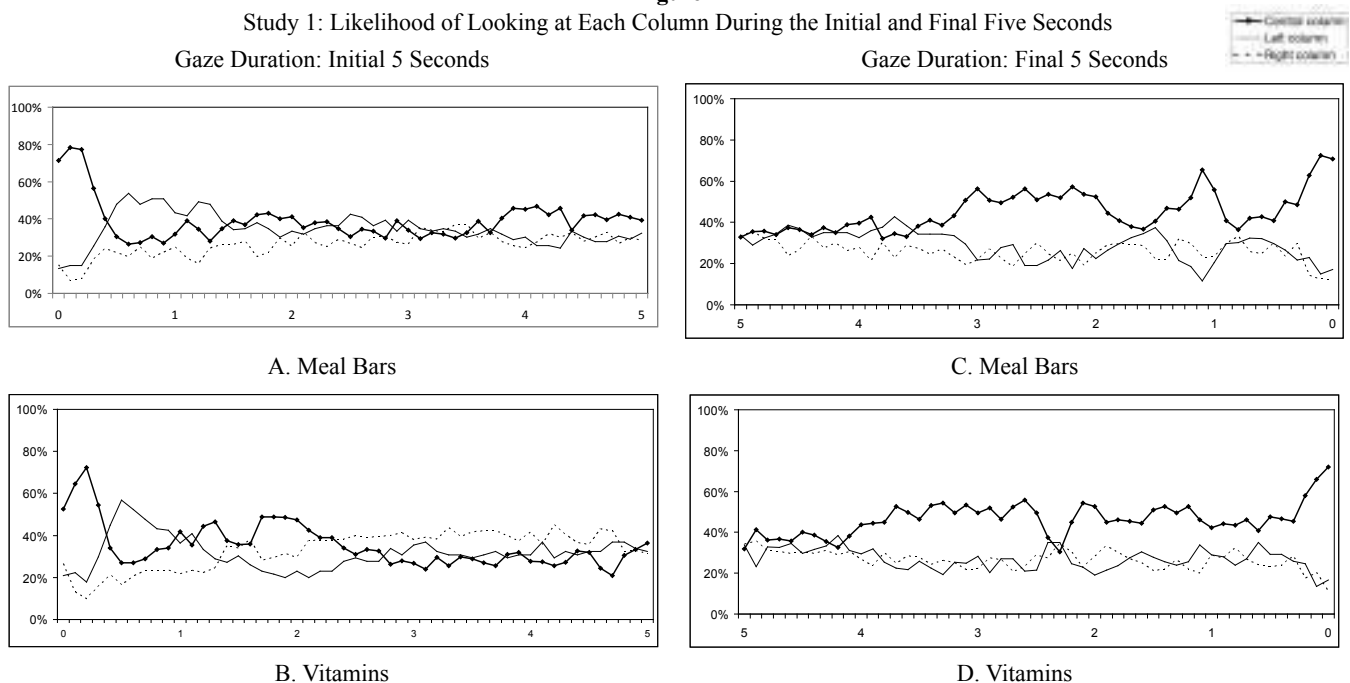 Study 1: Likelihood of Looking at Each Column During the Initial and Final Five Seconds
Central column
Left column
Right column
Gaze Duration: Initial 5 Seconds
Gaze Duration: Final 5 Seconds
100%
80%
60%
40%
20%
0%
0 1 2 3 4 5
A. Meal Bars
100%
80%
60%
40%
20%
0%
5 4 3 2 1 0
C. Meal Bars
100%
80%
60%
40%
20%
0%
0 1 2 3 4 5
B. Vitamins
100%
80%
60%
40%
20%
0%
5 4 3 2 1 0
D. Vitamins